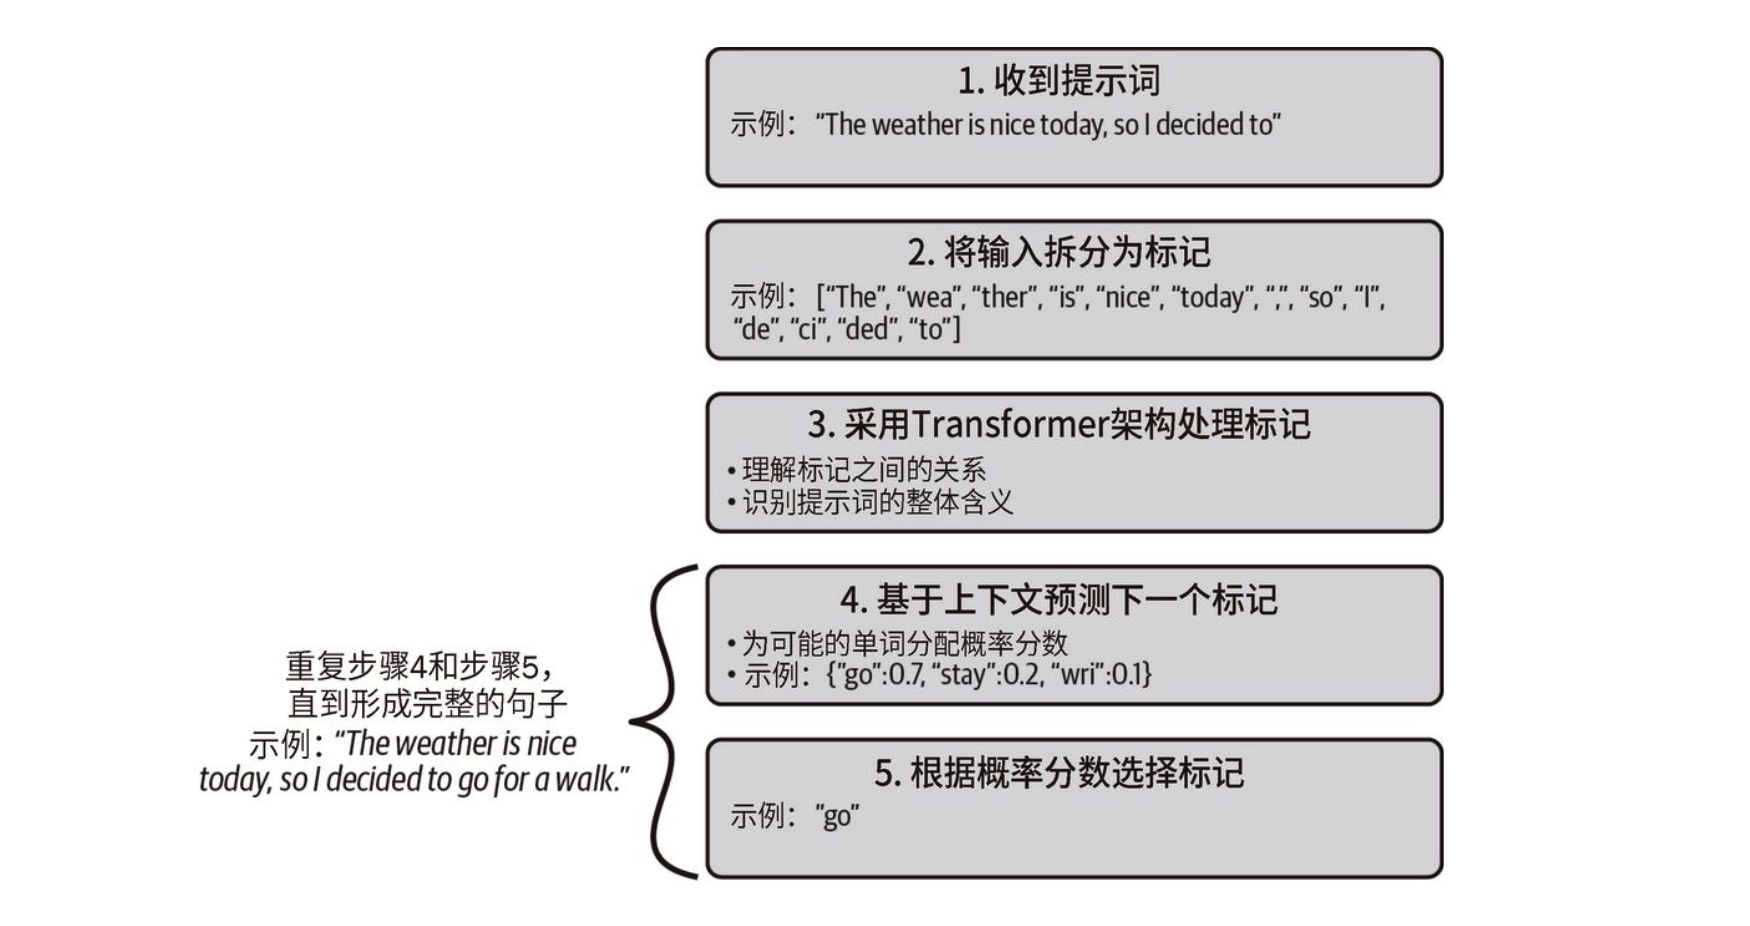 1. 收到提示词
示例：“The weather is nice today, so I decided to”
2. 将输入拆分为标记
示例：[“The”, “wea”, “ther”, “is”, “nice”, “today”, “,”, “so”, “I”,
“de”, “ci”, “ded”, “to”]
3. 采用Transformer架构处理标记
• 理解标记之间的关系
• 识别提示词的整体含义
4. 基于上下文预测下一个标记
• 为可能的单词分配概率分数
• 示例：{"go":0.7, “stay”:0.2, “wri”:0.1}
5. 根据概率分数选择标记
示例："go"
重复步骤4和步骤5，
直到形成完整的句子
示例：“The weather is nice
today, so I decided to go for a walk.”